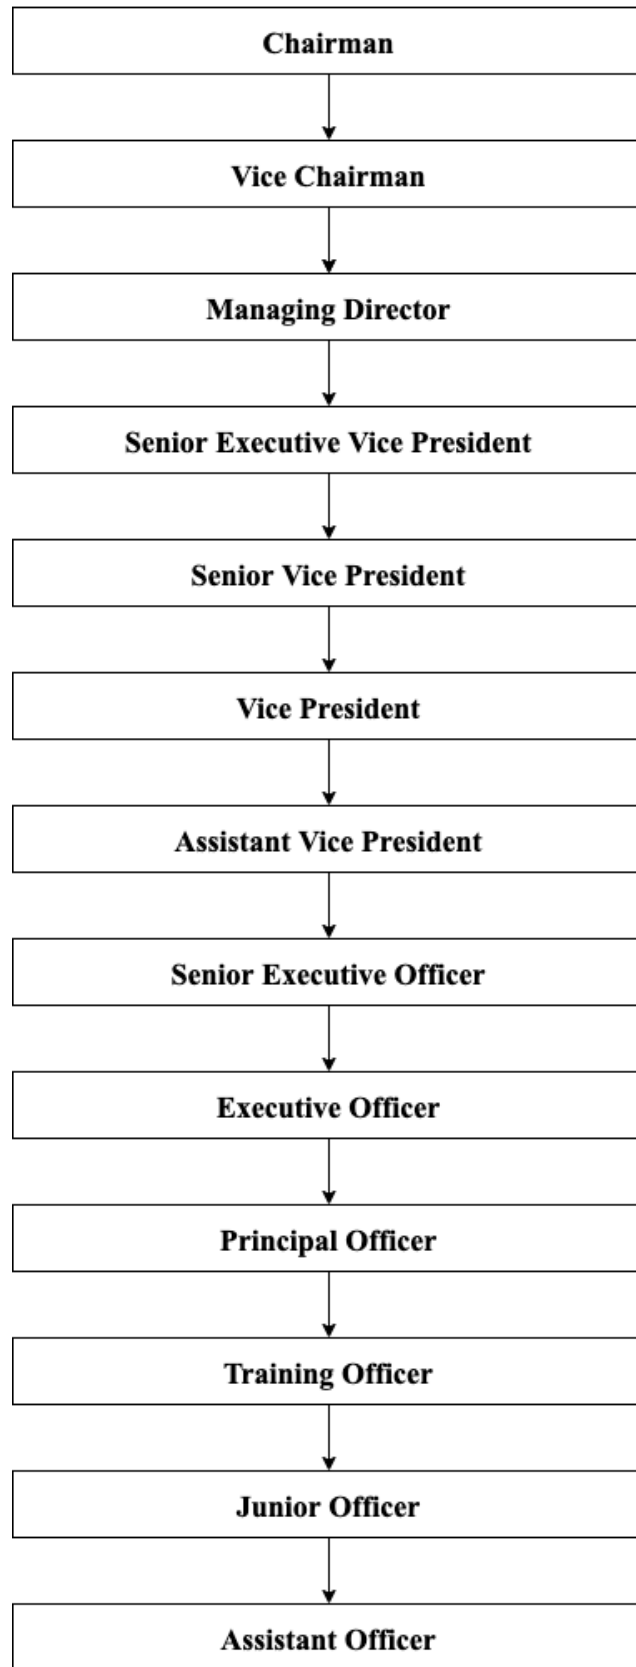 Chairman
Vice Chairman
Managing Director
Senior Executive Vice President
Senior Vice President
Vice President
Assistant Vice President
Senior Executive Officer
Executive Officer
Principal Officer
Training Officer
Junior Officer
Assistant Officer